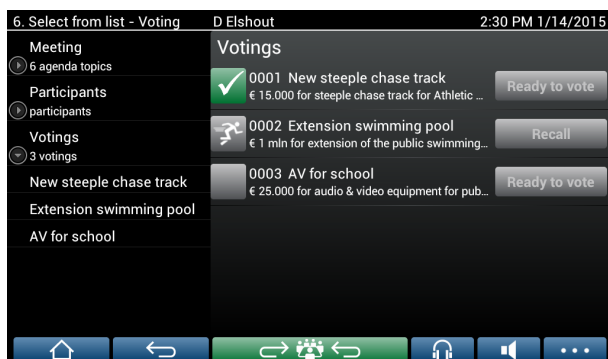 6. Select from list - Voting D Elshout 2:30 PM 1/14/2015
Meeting
6 agenda topics
Participants
participants
Votings
3 votings
New steeple chase track
Extension swimming pool
AV for school
Votings
0001 New steeple chase track
€ 15.000 for steeple chase track for Athletic ...
Ready to vote
0002 Extension swimming pool
€ 1 mln for extension of the public swimming...
Recall
0003 AV for school
€ 25.000 for audio & video equipment for pub...
Ready to vote